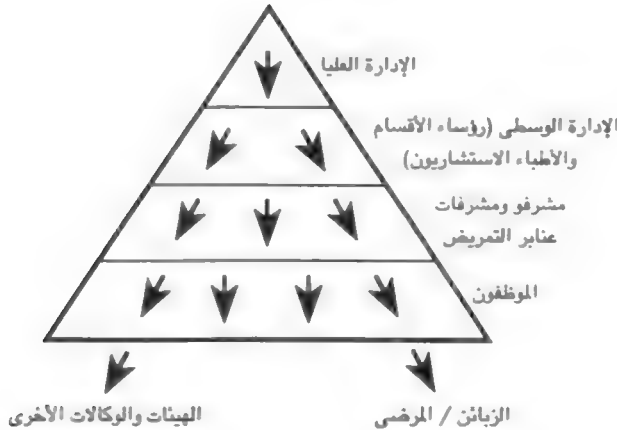 الإدارة العليا
الإدارة الوسطى (رؤساء الأقسام
والأطباء الاستشاريون)
مشرفو ومشرفات
عنابر التمريض
الموظفون
الزبائن / المرضى
الهيئات والوكالات الأخرى